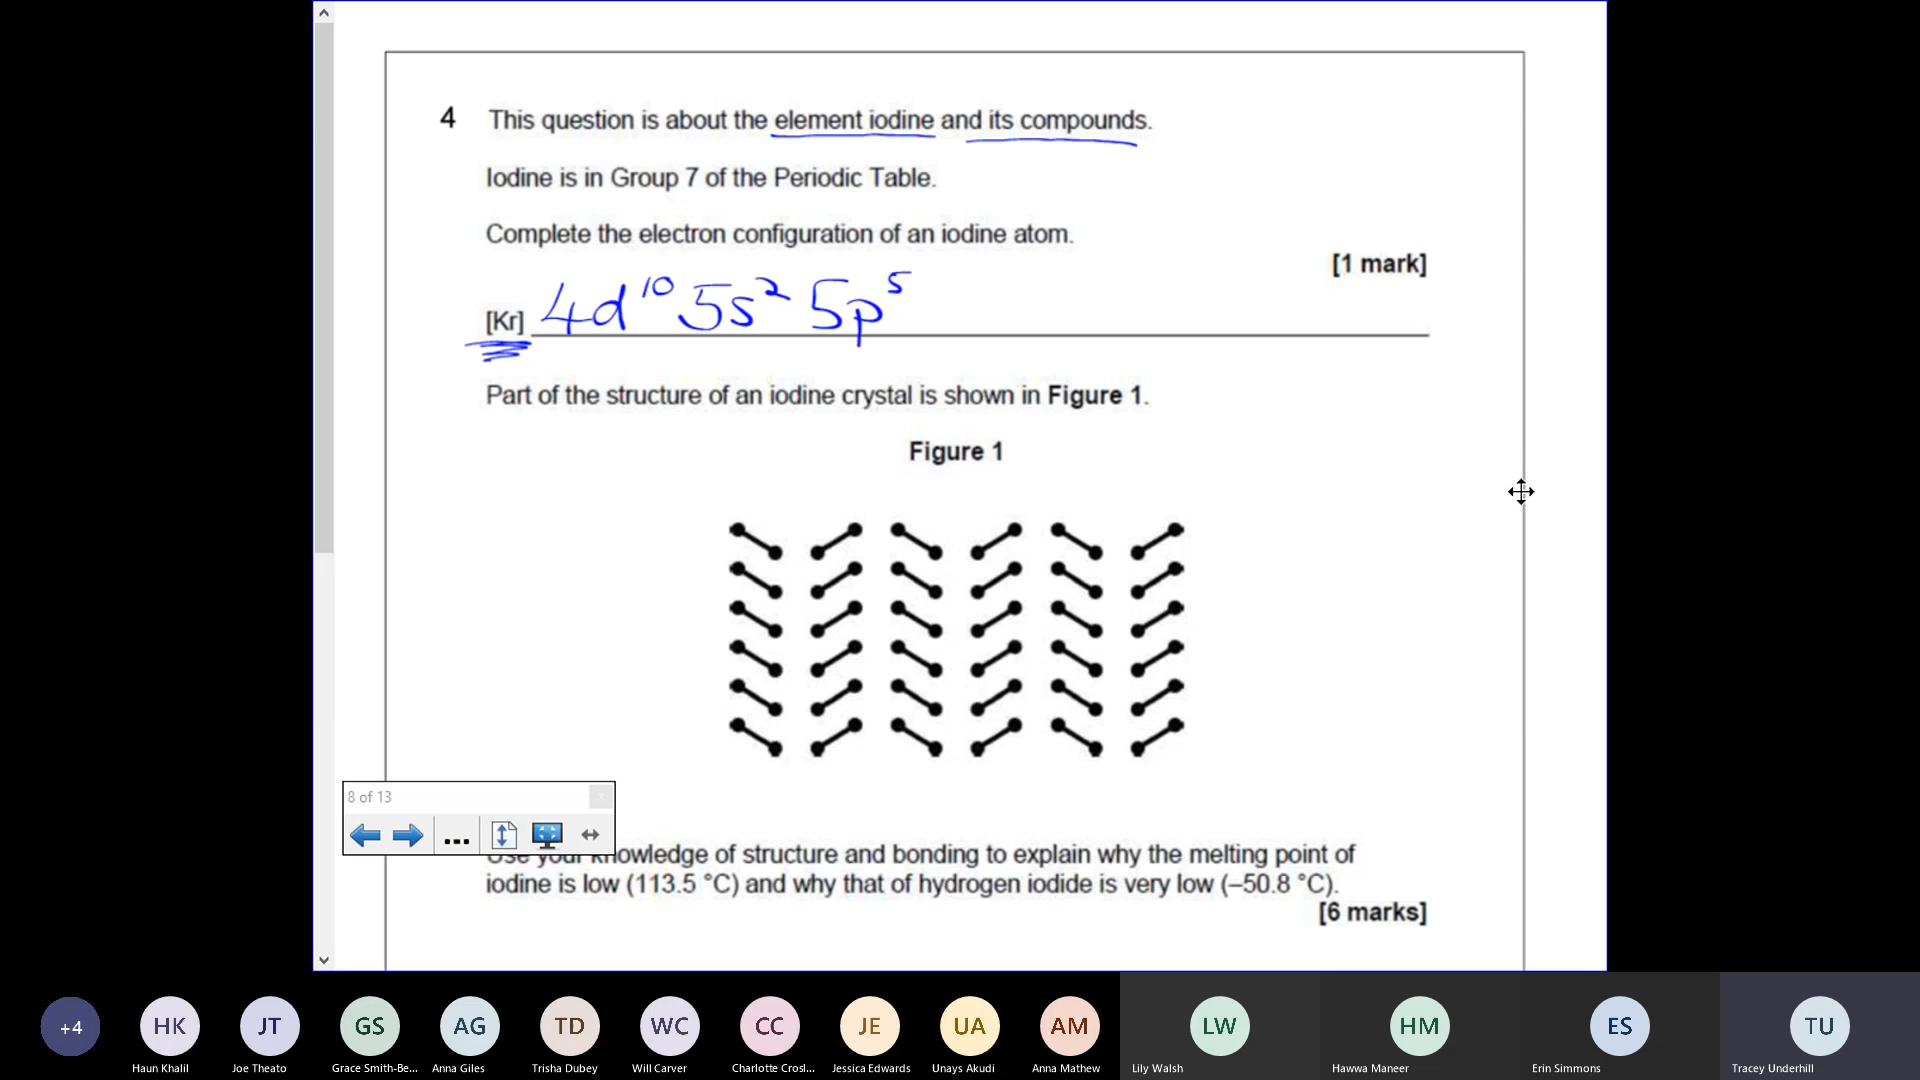 4 This question is about the element iodine and its compounds.
Iodine is in Group 7 of the Periodic Table.
Complete the electron configuration of an iodine atom.
[1 mark]
[Kr] 4d¹⁰ 5s² 5p⁵
Part of the structure of an iodine crystal is shown in Figure 1.
Figure 1
8 of 13
Use your knowledge of structure and bonding to explain why the melting point of
iodine is low (113.5 °C) and why that of hydrogen iodide is very low (–50.8 °C).
[6 marks]
+4 HK JT GS AG TD WC CC JE UA AM LW HM ES TU
Haun Khalil Joe Theato Grace Smith-Be... Anna Giles Trisha Dubey Will Carver Charlotte Crosl... Jessica Edwards Unays Akudi Anna Mathew Lily Walsh Hawwa Maneer Erin Simmons Tracey Underhill